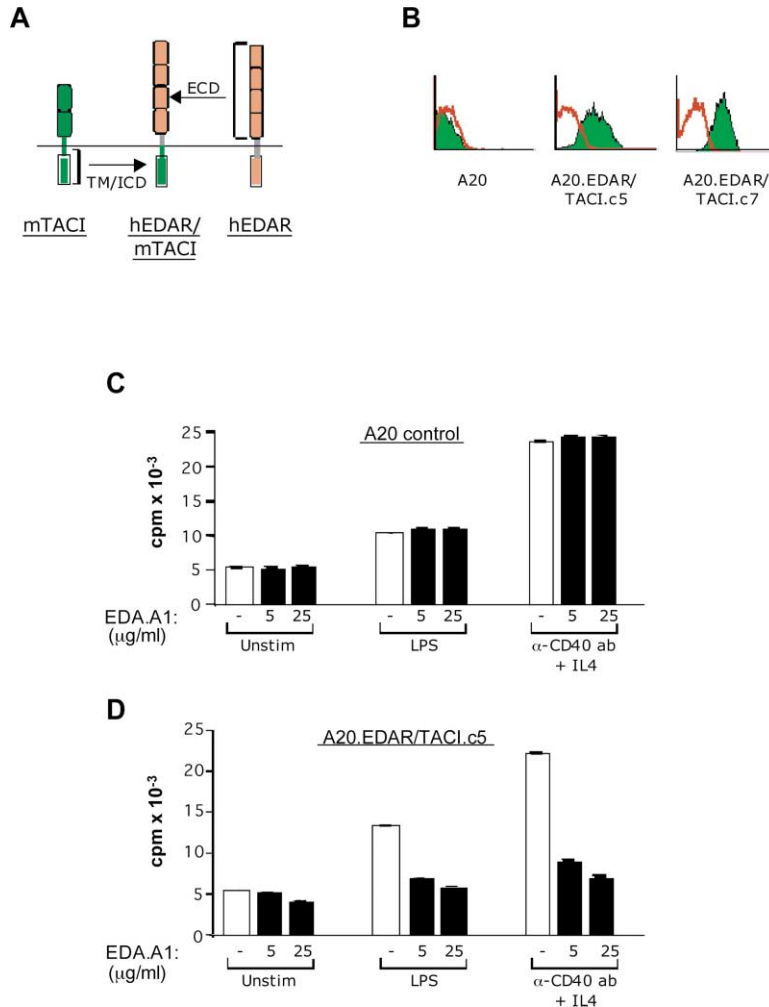 A
ECD
TM/ICD
mTACI
hEDAR/
mTACI
hEDAR
B
A20
A20.EDAR/
TACI.c5
A20.EDAR/
TACI.c7
C
A20 control
cpm x 10⁻³
25
20
15
10
5
0
EDA.A1:
(µg/ml)
- 5 25
- 5 25
- 5 25
Unstim
LPS
α-CD40 ab
+ IL4
D
A20.EDAR/TACI.c5
cpm x 10⁻³
25
20
15
10
5
0
EDA.A1:
(µg/ml)
- 5 25
- 5 25
- 5 25
Unstim
LPS
α-CD40 ab
+ IL4